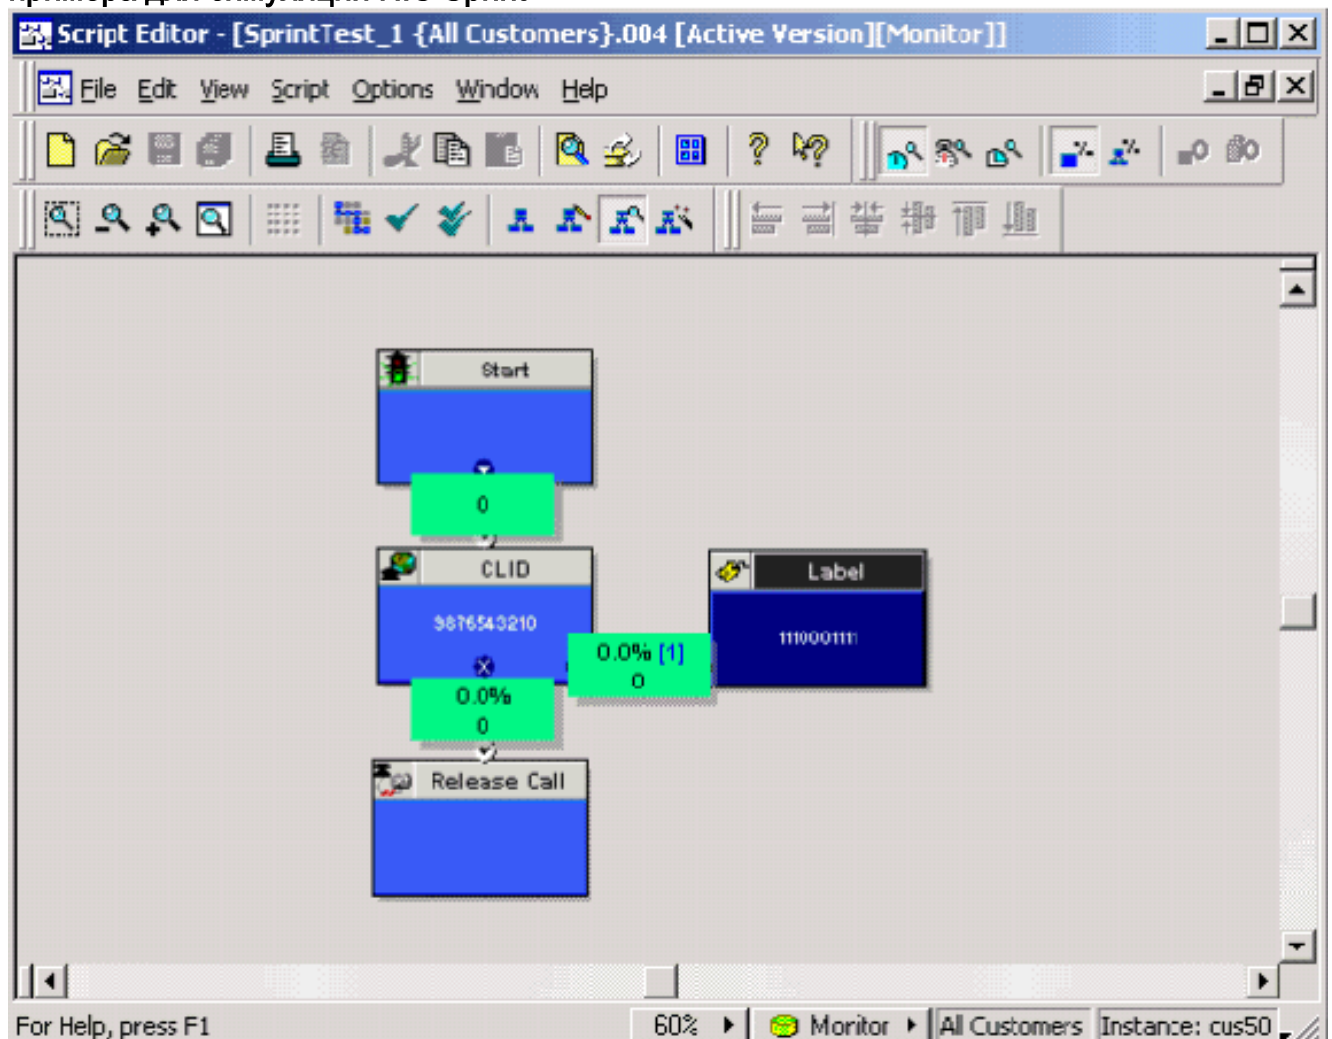 Script Editor - [SprintTest_1 {All Customers}.004 [Active Version][Monitor]]
File Edit View Script Options Window Help
Start
0
CLID
9876543210
Label
0.0% [1]
0
0.0%
0
Release Call
For Help, press F1
60%
Monitor
All Customers
Instance: cus50